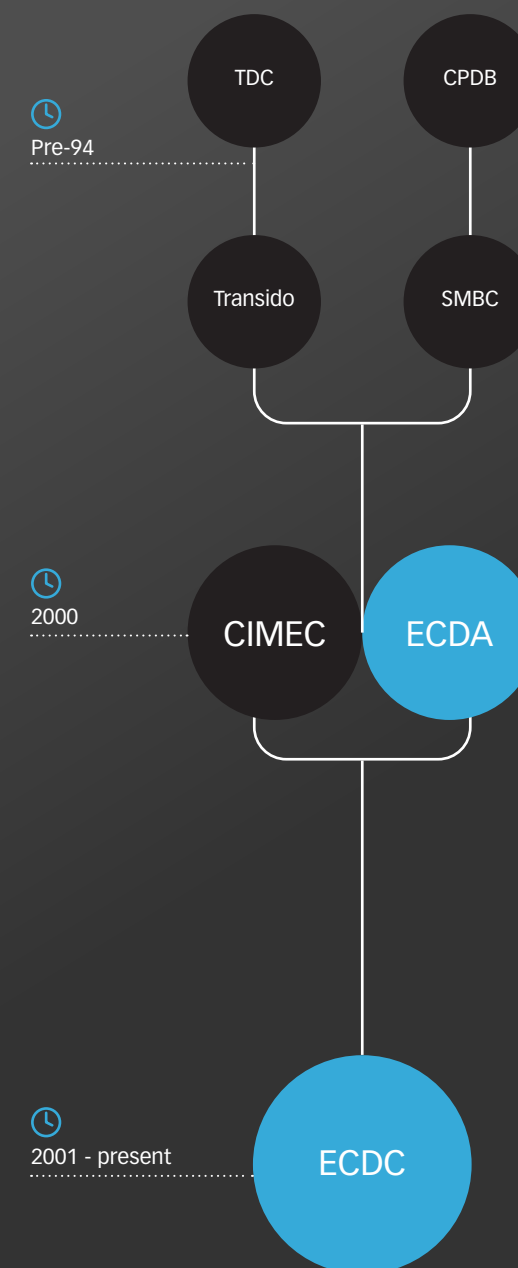 TDC
CPDB
Pre-94
Transido
SMBC
2000
CIMEC
ECDA
2001 - present
ECDC